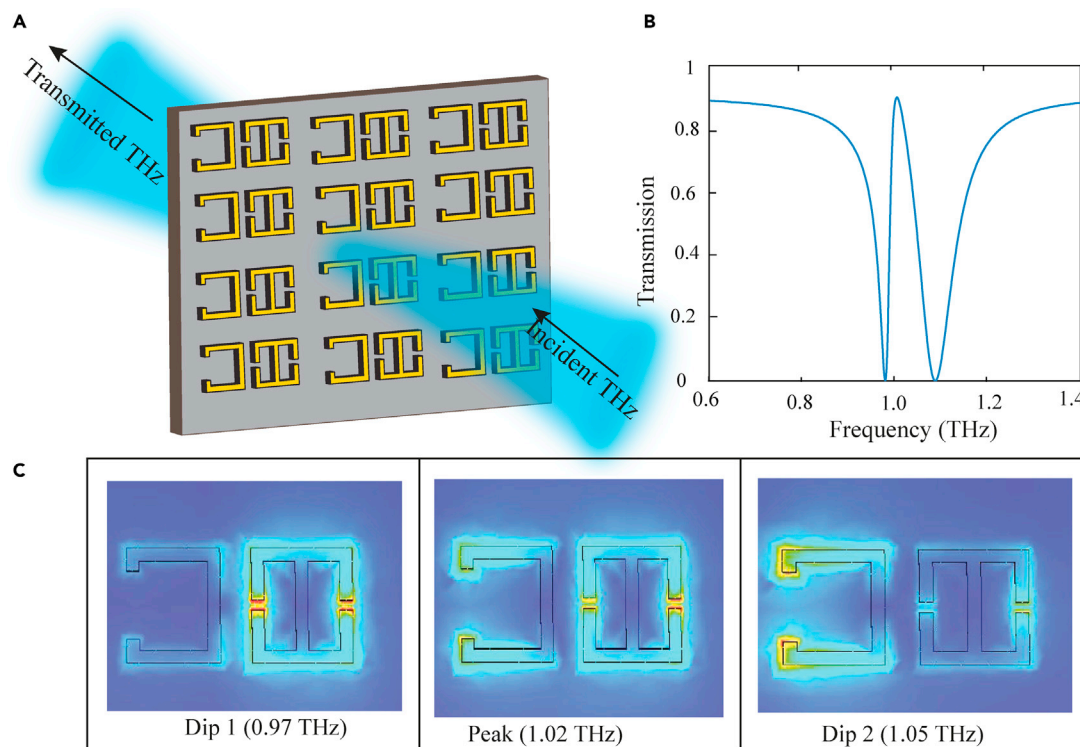 A
Transmitted THz
Incident THz
B
Transmission
1
0.8
0.6
0.4
0.2
0
0.6
0.8
1.0
1.2
1.4
Frequency (THz)
C
Dip 1 (0.97 THz)
Peak (1.02 THz)
Dip 2 (1.05 THz)